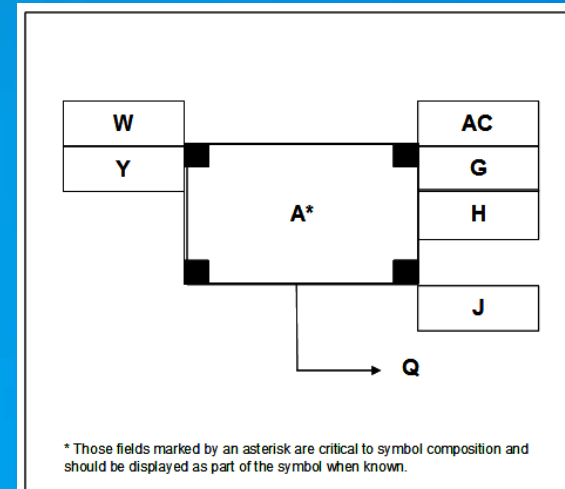 W
AC
Y
G
A*
H
J
Q
* Those fields marked by an asterisk are critical to symbol composition and
should be displayed as part of the symbol when known.